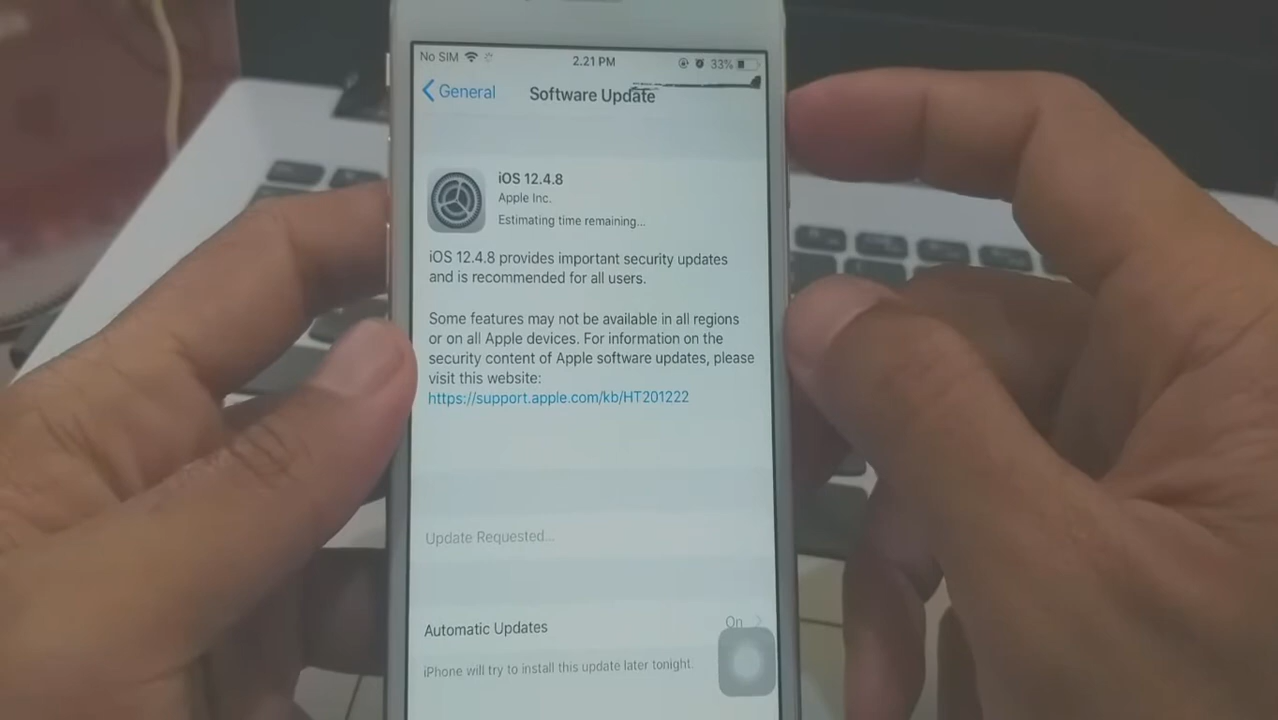 No SIM 2.21 PM 33%
General Software Update
iOS 12.4.8
Apple Inc.
Estimating time remaining...
iOS 12.4.8 provides important security updates
and is recommended for all users.
Some features may not be available in all regions
or on all Apple devices. For information on the
security content of Apple software updates, please
visit this website:
https://support.apple.com/kb/HT201222
Update Requested...
Automatic Updates On
iPhone will try to install this update later tonight.